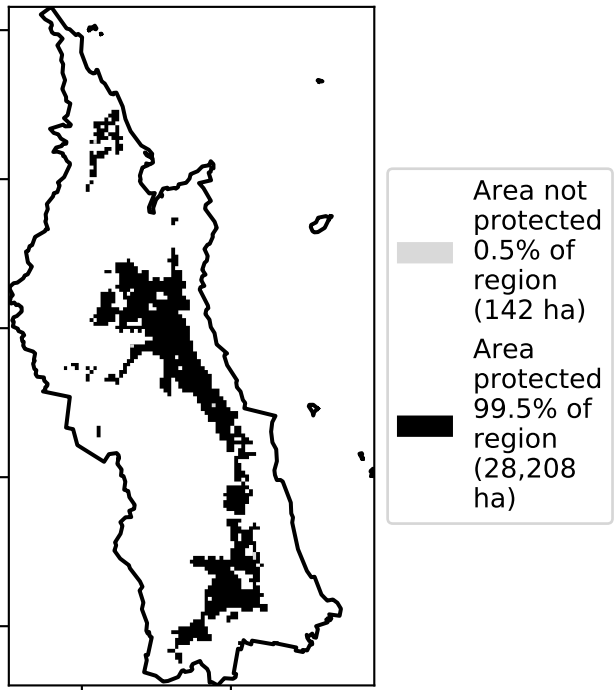 Area not
protected
0.5% of
region
(142 ha)
Area
protected
99.5% of
region
(28,208
ha)